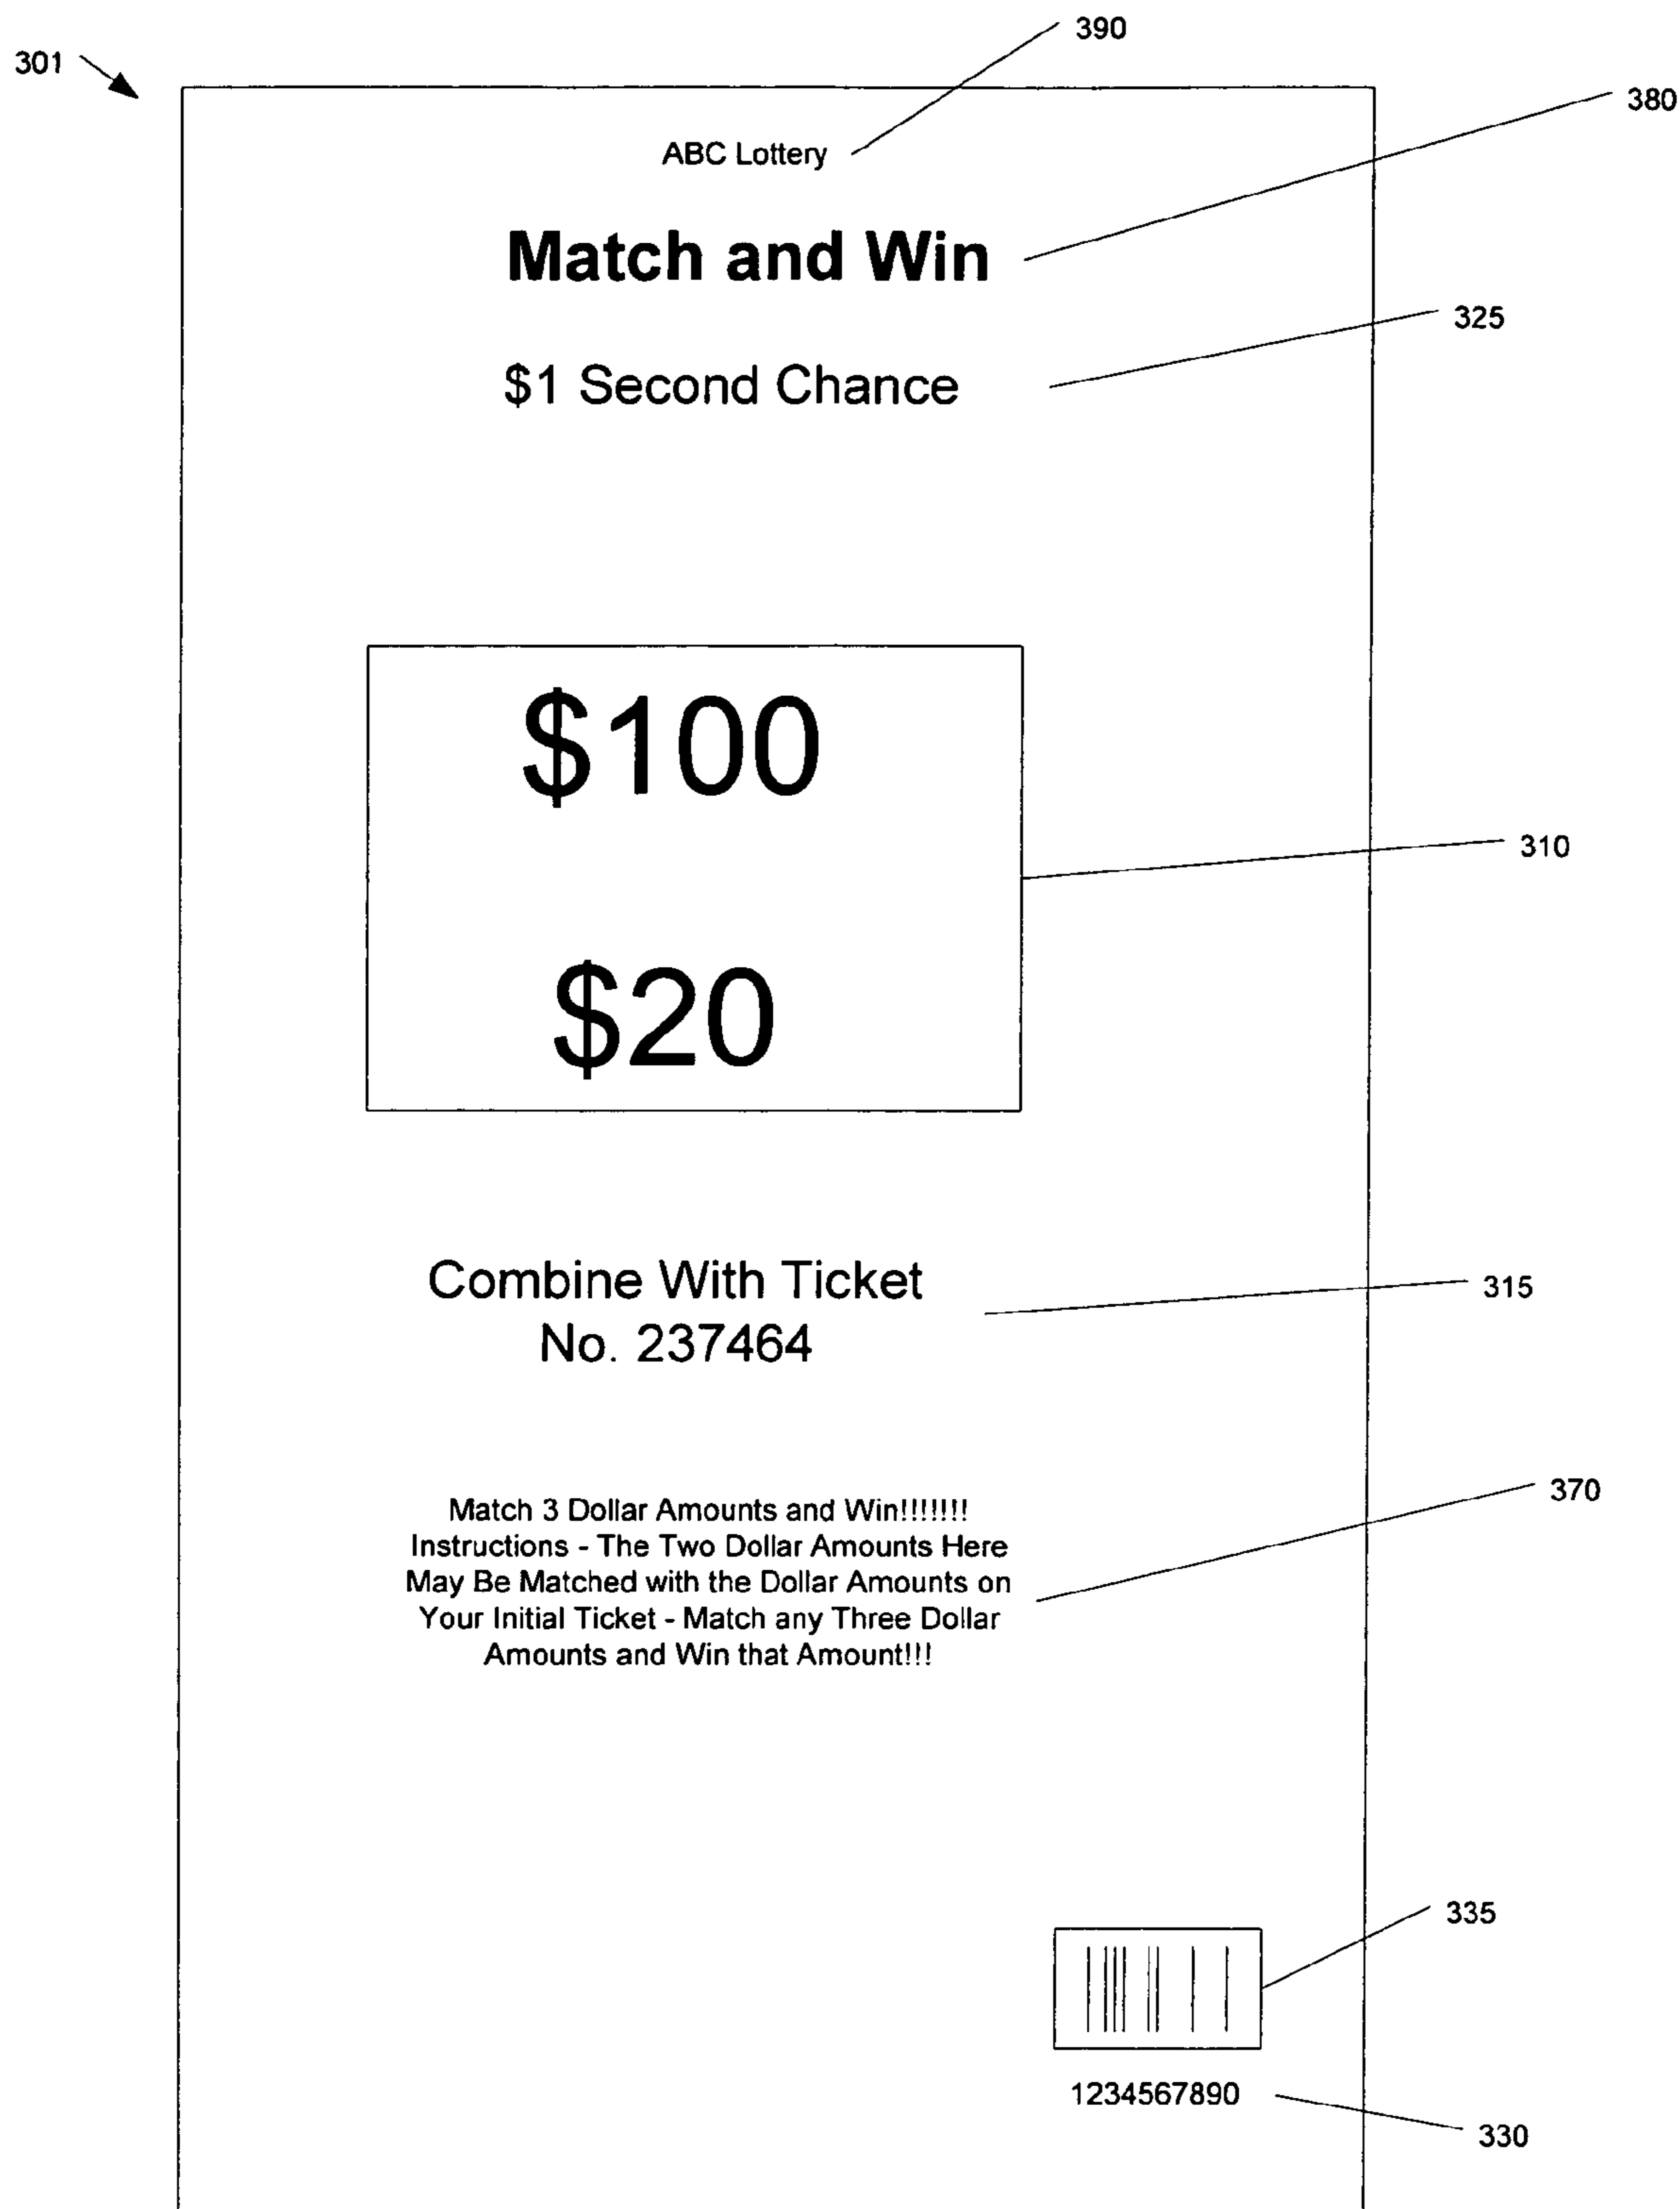 390
301
380
ABC Lottery
Match and Win
325
$1 Second Chance
$100
310
$20
Combine With Ticket
315
No. 237464
370
Match 3 Dollar Amounts and Win!!!!!!!
Instructions - The Two Dollar Amounts Here
May Be Matched with the Dollar Amounts on
Your Initial Ticket - Match any Three Dollar
Amounts and Win that Amount!!!
335
1234567890
330